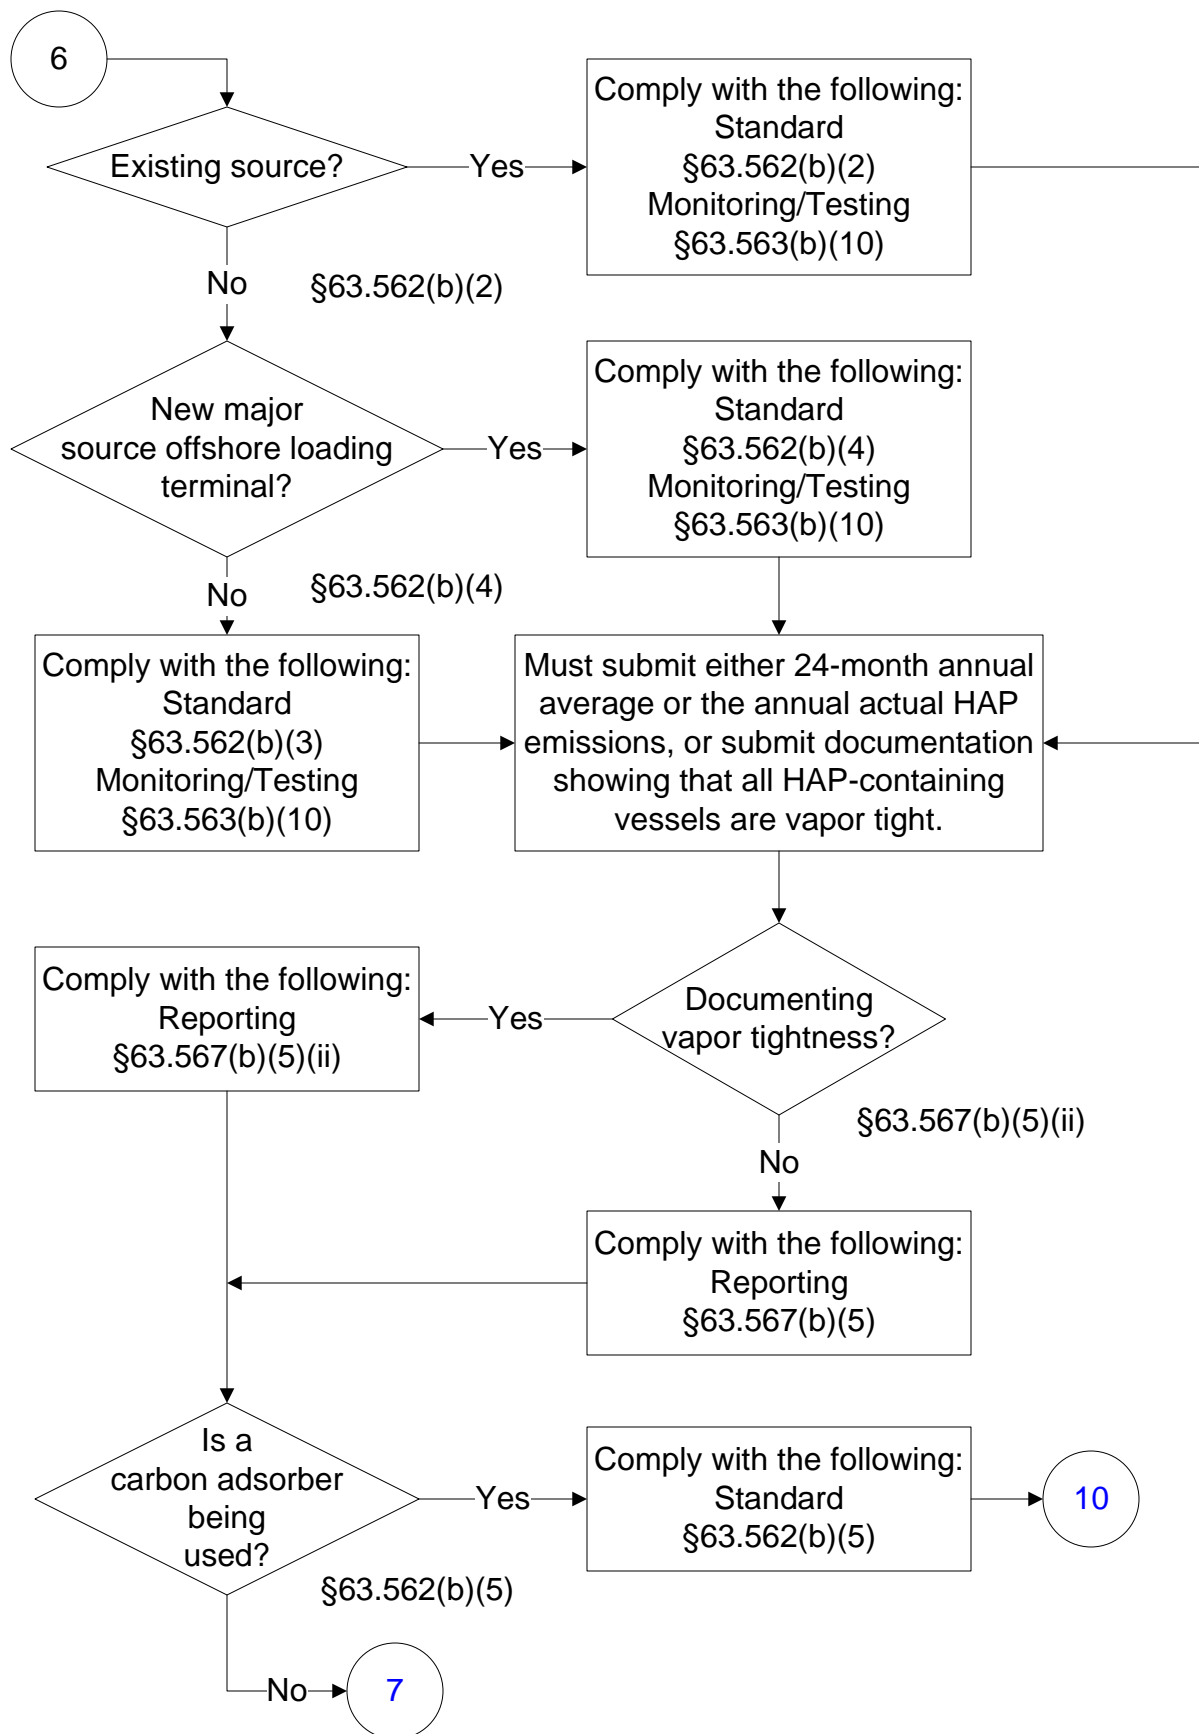 6
Existing source?
Yes
Comply with the following:
Standard
§63.562(b)(2)
Monitoring/Testing
§63.563(b)(10)
No
§63.562(b)(2)
New major
source offshore loading
terminal?
Yes
Comply with the following:
Standard
§63.562(b)(4)
Monitoring/Testing
§63.563(b)(10)
No
§63.562(b)(4)
Comply with the following:
Standard
§63.562(b)(3)
Monitoring/Testing
§63.563(b)(10)
Must submit either 24-month annual
average or the annual actual HAP
emissions, or submit documentation
showing that all HAP-containing
vessels are vapor tight.
Documenting
vapor tightness?
Yes
Comply with the following:
Reporting
§63.567(b)(5)(ii)
§63.567(b)(5)(ii)
No
Comply with the following:
Reporting
§63.567(b)(5)
Is a
carbon adsorber
being
used?
Yes
Comply with the following:
Standard
§63.562(b)(5)
10
§63.562(b)(5)
No
7